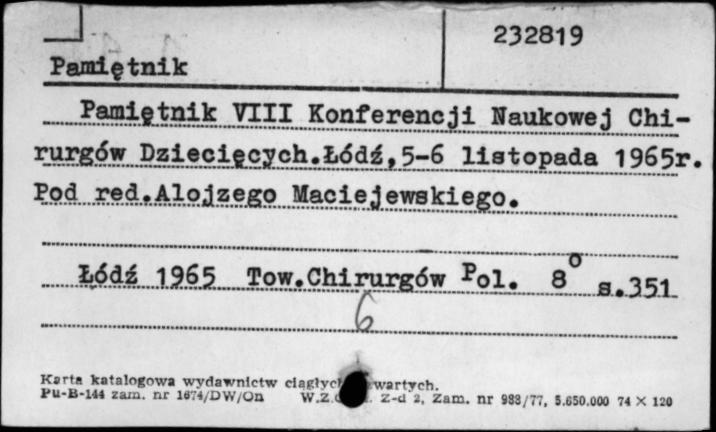 232819
Pamiętnik
Pamiętnik VIII Konferencji Naukowej Chi-
rurgów Dziecięcych.Łódź,5-6 listopada 1965r.
Pod red.Alojzego Maciejewskiego.
Łódź 1965 Tow.Chirurgów Pol. 8° s.351
6
Karta katalogowa wydawnictw ciągłych wartych.
Pu-B-144 zam. nr 1674/DW/On W.Z. Z-d 2, Zam. nr 983/77, 5.650.000 74 X 120